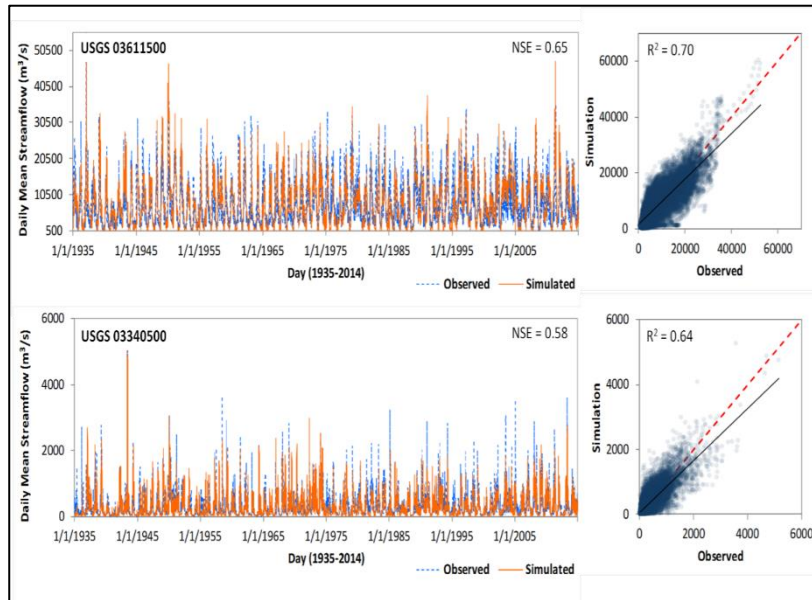 USGS 03611500
NSE = 0.65
Daily Mean Streamflow (m³/s)
50500
40500
30500
20500
10500
500
1/1/1935 1/1/1945 1/1/1955 1/1/1965 1/1/1975 1/1/1985 1/1/1995 1/1/2005
Day (1935-2014)
Observed Simulated
R² = 0.70
Simulation
60000
40000
20000
0
0 20000 40000 60000
Observed
USGS 03340500
NSE = 0.58
Daily Mean Streamflow (m³/s)
6000
4000
2000
0
1/1/1935 1/1/1945 1/1/1955 1/1/1965 1/1/1975 1/1/1985 1/1/1995 1/1/2005
Day (1935-2014)
Observed Simulated
R² = 0.64
Simulation
6000
4000
2000
0
0 2000 4000 6000
Observed